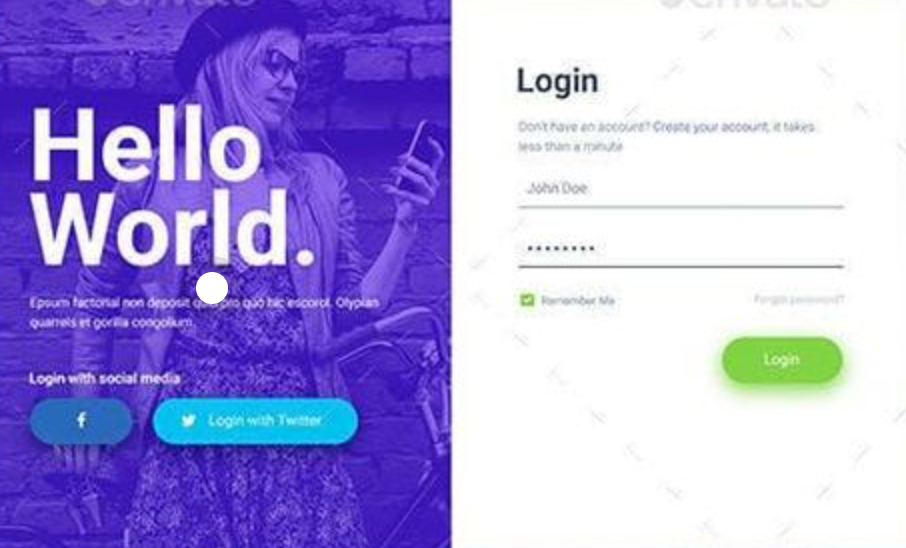 Hello
World.
Epsum factorial non deposit quid pro quo hic escorol. Olypian
quarrels et gorilla congolium.
Login with social media
f
Login with Twitter
Login
Don't have an account? Create your account, it takes
less than a minute
John Doe
••••••••
Remember Me
Forgot password?
Login